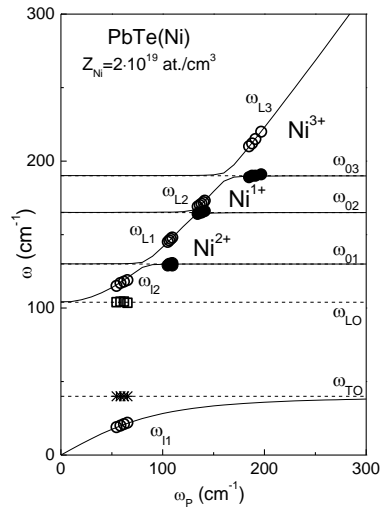 PbTe(Ni)
Z_Ni=2·10^19 at./cm^3
300
200
100
0
ω (cm^-1)
ω_L3
Ni^3+
ω_03
ω_L2
Ni^1+
ω_02
ω_L1
Ni^2+
ω_01
ω_l2
ω_LO
ω_TO
ω_l1
0 100 200 300
ω_P (cm^-1)